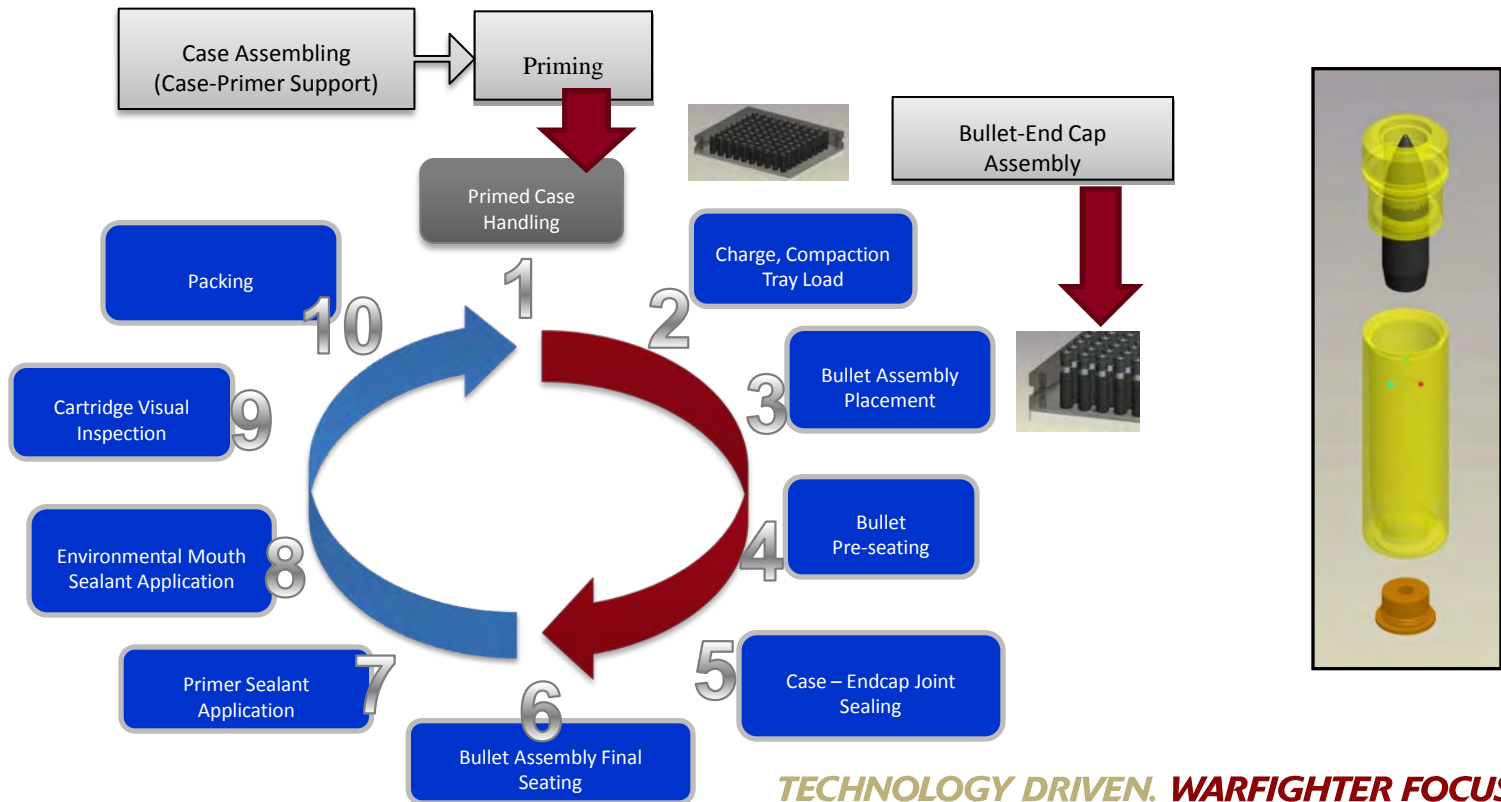 Case Assembling
(Case-Primer Support)
Priming
Bullet-End Cap
Assembly
Primed Case
Handling
1
Charge, Compaction
Tray Load
2
Bullet Assembly
Placement
3
Bullet
Pre-seating
4
Case – Endcap Joint
Sealing
5
Bullet Assembly Final
Seating
6
Primer Sealant
Application
7
Environmental Mouth
Sealant Application
8
Cartridge Visual
Inspection
9
Packing
10
TECHNOLOGY DRIVEN. WARFIGHTER FOCUS